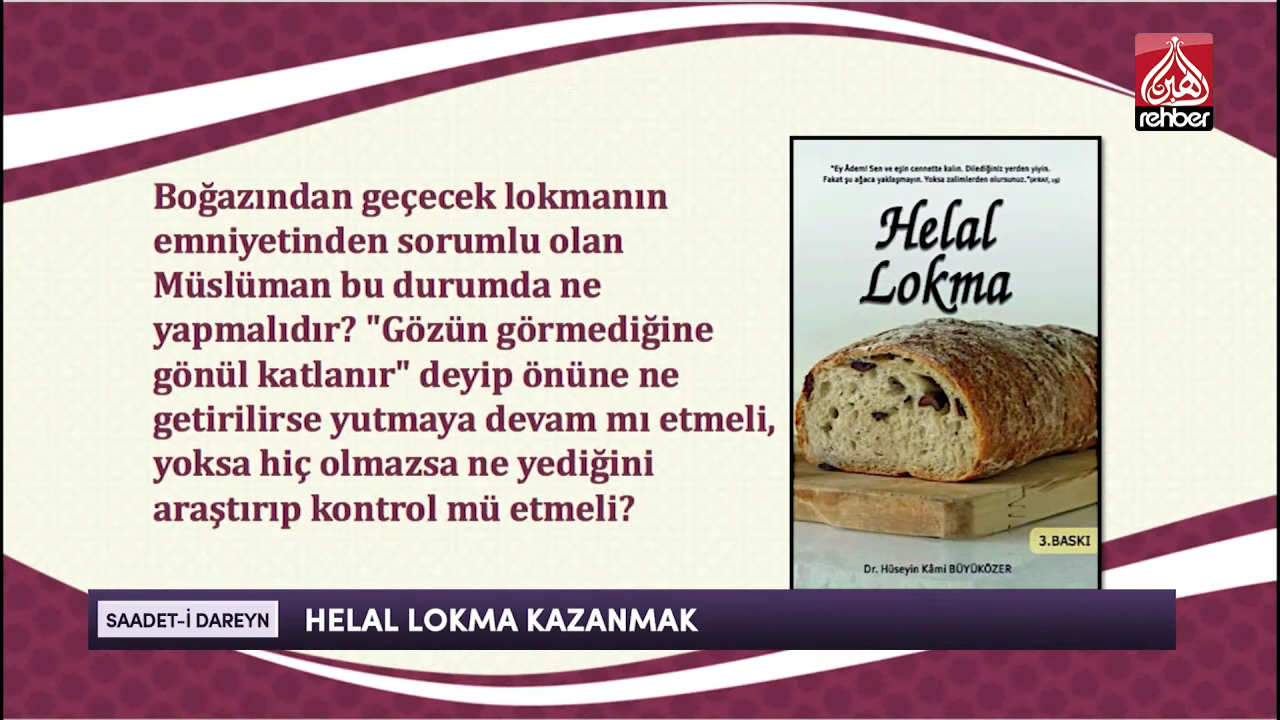 رهبر
rehber
"Ey Âdem! Sen ve eşin cennette kalın. Dilediğiniz yerden yiyin.
Fakat şu ağaca yaklaşmayın. Yoksa zalimlerden olursunuz."(A'RAF, 19)
Helal
Lokma
3.BASKI
Dr. Hüseyin Kâmi BÜYÜKÖZER
Boğazından geçecek lokmanın
emniyetinden sorumlu olan
Müslüman bu durumda ne
yapmalıdır? "Gözün görmediğine
gönül katlanır" deyip önüne ne
getirilirse yutmaya devam mı etmeli,
yoksa hiç olmazsa ne yediğini
araştırıp kontrol mü etmeli?
SAADET-İ DAREYN
HELAL LOKMA KAZANMAK